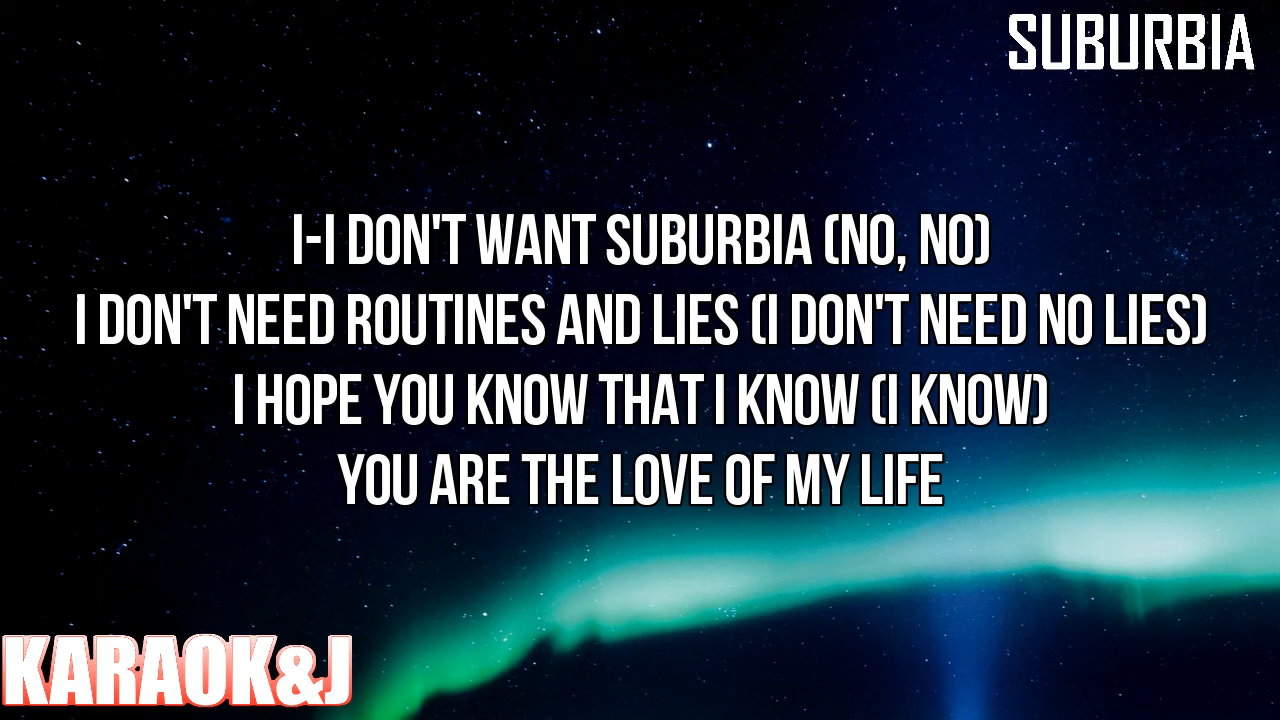 SUBURBIA
I-I DON'T WANT SUBURBIA (NO, NO)
I DON'T NEED ROUTINES AND LIES (I DON'T NEED NO LIES)
I HOPE YOU KNOW THAT I KNOW (I KNOW)
YOU ARE THE LOVE OF MY LIFE
KARAOK&J